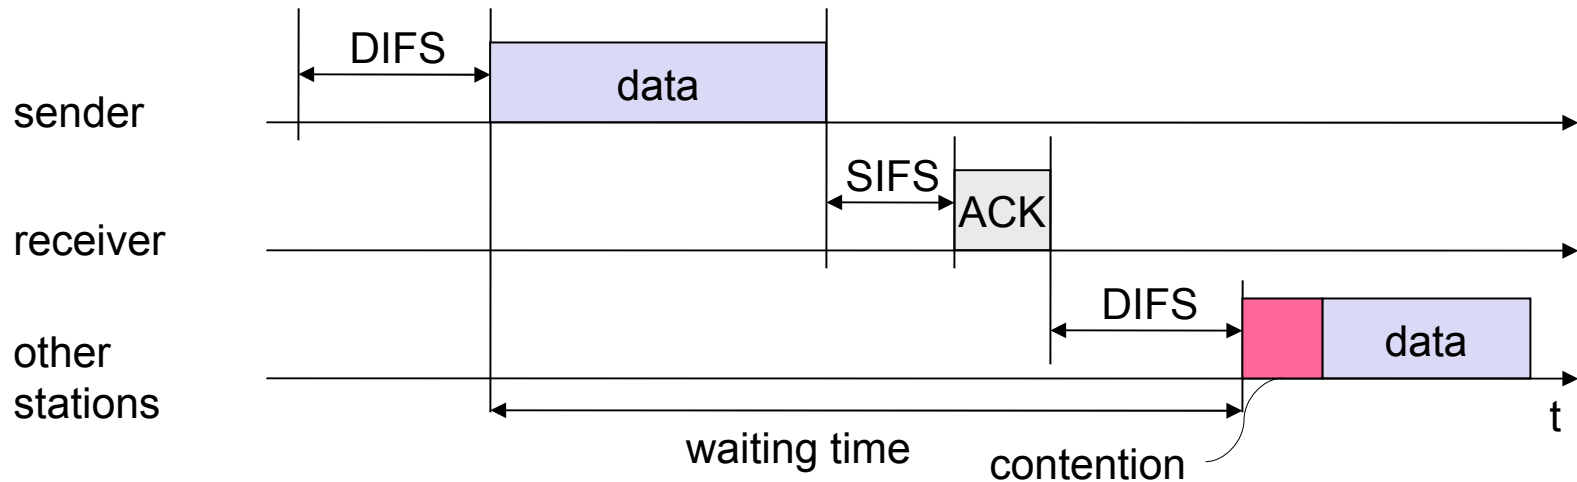 DIFS
data
sender
SIFS
ACK
receiver
DIFS
data
other
stations
t
waiting time
contention